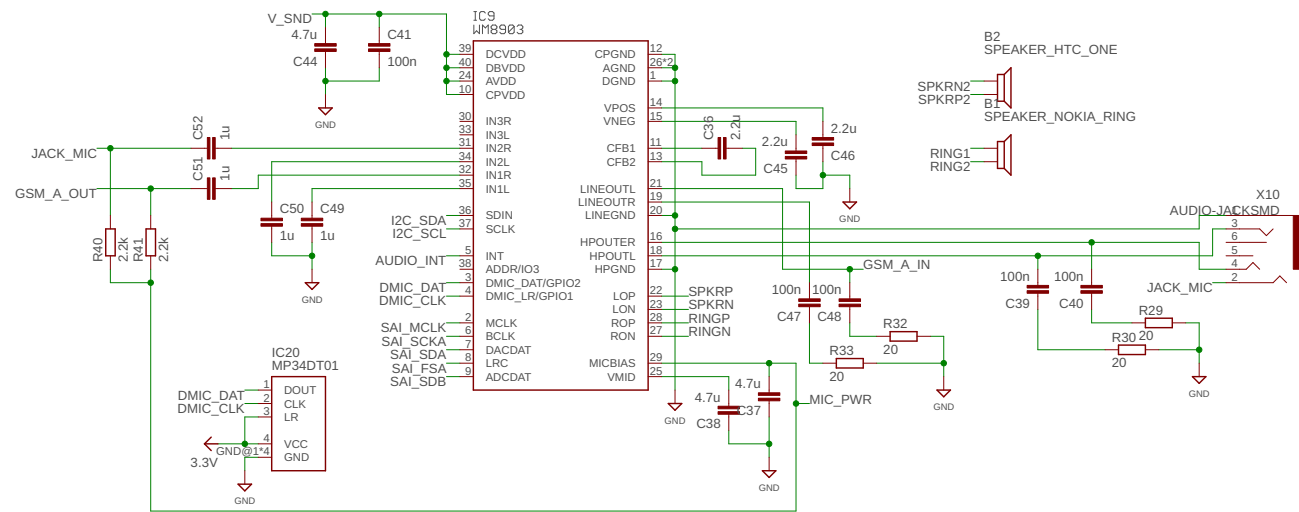 V_SND
4.7u
C44
C41
100n
GND
IC9
WM8903
39 DCVDD
40 DBVDD
24 AVDD
10 CPVDD
30 IN3R
33 IN3L
31 IN2R
34 IN2L
32 IN1R
35 IN1L
36 SDIN
37 SCLK
5 INT
38 ADDR/IO3
3 DMIC_DAT/GPIO2
4 DMIC_LR/GPIO1
2 MCLK
6 BCLK
7 DACDAT
8 LRC
9 ADCDAT
CPGND 12
AGND 26*2
DGND 1
VPOS 14
VNEG 15
CFB1 11
CFB2 13
LINEOUTL 21
LINEOUTR 19
LINEGND 20
HPOUTER 16
HPOUTL 18
HPGND 17
LOP 22
LON 23
ROP 28
RON 27
MICBIAS 29
VMID 25
JACK_MIC
GSM_A_OUT
C52
1u
C51
1u
C50
1u
C49
1u
GND
R40
2.2k
R41
2.2k
I2C_SDA
I2C_SCL
AUDIO_INT
DMIC_DAT
DMIC_CLK
SAI_MCLK
SAI_SCKA
SAI_SDA
SAI_FSA
SAI_SDB
IC20
MP34DT01
DMIC_DAT
DMIC_CLK
1 DOUT
2 CLK
3 LR
4 VCC
GND@1*4 GND
3.3V
GND
C36
2.2u
2.2u
C45
2.2u
C46
GND
GSM_A_IN
SPKRP
SPKRN
RINGP
RINGN
100n
C47
100n
C48
R32
20
R33
20
GND
4.7u
C37
4.7u
C38
MIC_PWR
GND
GND
B2
SPEAKER_HTC_ONE
SPKRN2
SPKRP2
B1
SPEAKER_NOKIA_RING
RING1
RING2
X10
AUDIO-JACKSMD
1
3
6
5
4
2
JACK_MIC
100n
C39
100n
C40
R29
20
R30
20
GND